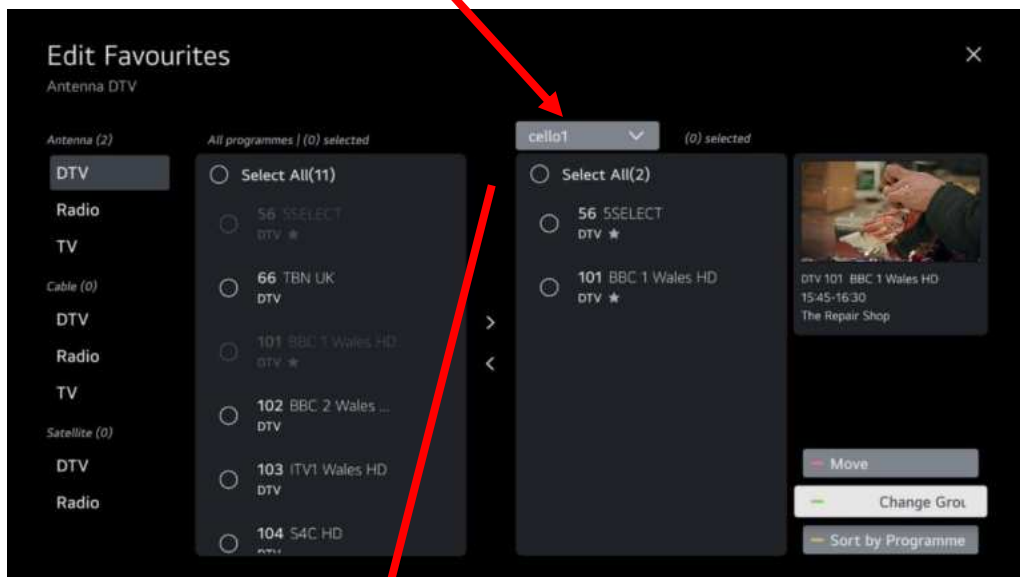 Edit Favourites
Antenna DTV
Antenna (2)
DTV
Radio
TV
Cable (0)
DTV
Radio
TV
Satellite (0)
DTV
Radio
All programmes | (0) selected
Select All(11)
56 5SELECT
DTV
66 TBN UK
DTV
101 BBC 1 Wales HD
DTV
102 BBC 2 Wales ...
DTV
103 ITV1 Wales HD
DTV
104 S4C HD
DTV
cello1
(0) selected
Select All(2)
56 5SELECT
DTV
101 BBC 1 Wales HD
DTV
DTV 101 BBC 1 Wales HD
15:45-16:30
The Repair Shop
Move
Change Grou
Sort by Programme